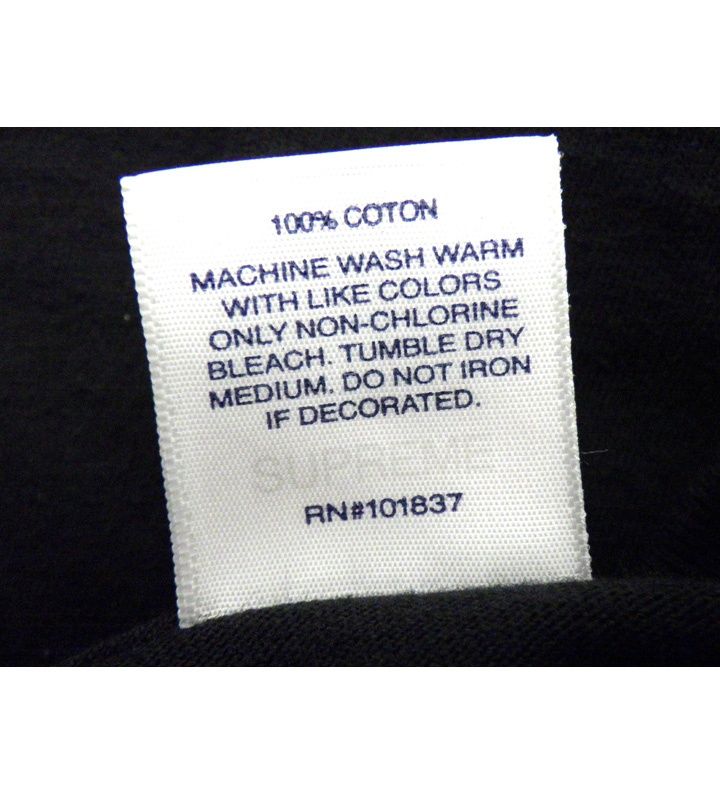 100% COTON
MACHINE WASH WARM
WITH LIKE COLORS
ONLY NON-CHLORINE
BLEACH. TUMBLE DRY
MEDIUM. DO NOT IRON
IF DECORATED.
SUPREME
RN#101837